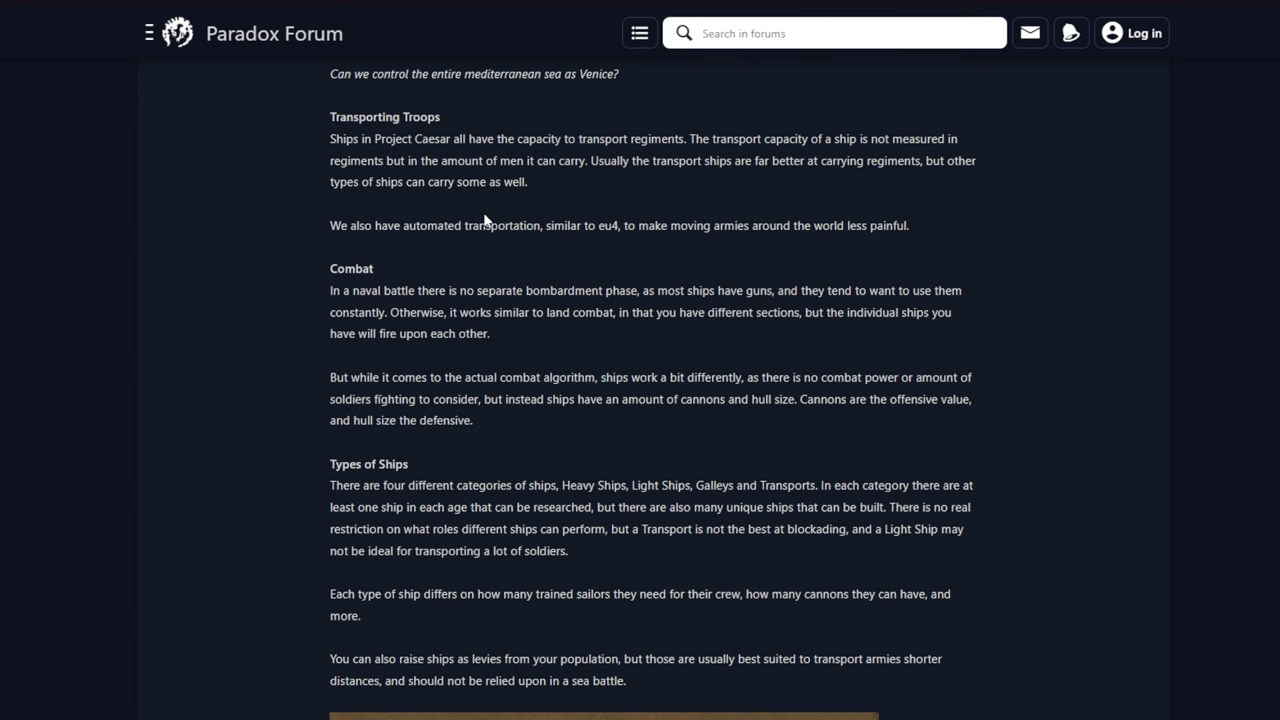 Paradox Forum
Search in forums
Log in
Can we control the entire mediterranean sea as Venice?
Transporting Troops
Ships in Project Caesar all have the capacity to transport regiments. The transport capacity of a ship is not measured in
regiments but in the amount of men it can carry. Usually the transport ships are far better at carrying regiments, but other
types of ships can carry some as well.
We also have automated transportation, similar to eu4, to make moving armies around the world less painful.
Combat
In a naval battle there is no separate bombardment phase, as most ships have guns, and they tend to want to use them
constantly. Otherwise, it works similar to land combat, in that you have different sections, but the individual ships you
have will fire upon each other.
But while it comes to the actual combat algorithm, ships work a bit differently, as there is no combat power or amount of
soldiers fighting to consider, but instead ships have an amount of cannons and hull size. Cannons are the offensive value,
and hull size the defensive.
Types of Ships
There are four different categories of ships, Heavy Ships, Light Ships, Galleys and Transports. In each category there are at
least one ship in each age that can be researched, but there are also many unique ships that can be built. There is no real
restriction on what roles different ships can perform, but a Transport is not the best at blockading, and a Light Ship may
not be ideal for transporting a lot of soldiers.
Each type of ship differs on how many trained sailors they need for their crew, how many cannons they can have, and
more.
You can also raise ships as levies from your population, but those are usually best suited to transport armies shorter
distances, and should not be relied upon in a sea battle.